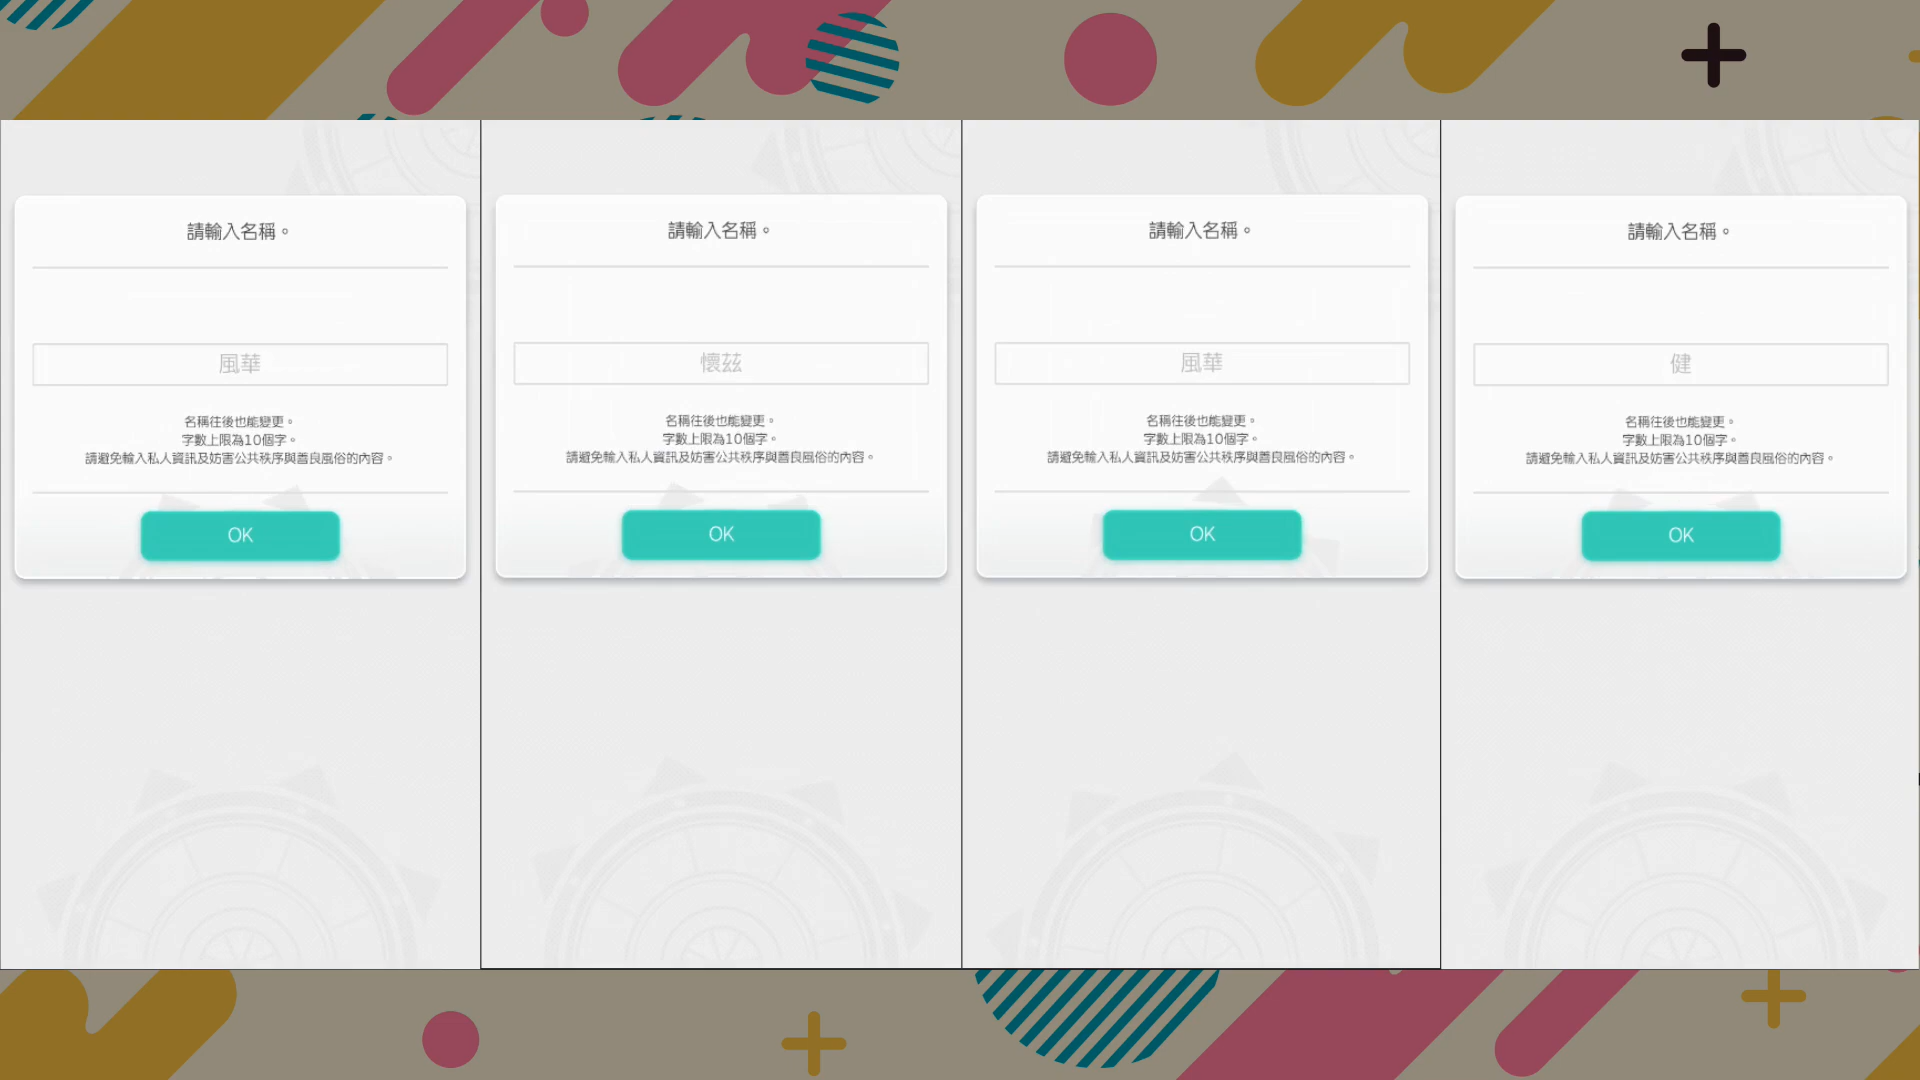 請輸入名稱。
風華
名稱往後也能變更。
字數上限為10個字。
請避免輸入私人資訊及妨害公共秩序與善良風俗的內容。
OK
請輸入名稱。
懷茲
名稱往後也能變更。
字數上限為10個字。
請避免輸入私人資訊及妨害公共秩序與善良風俗的內容。
OK
請輸入名稱。
風華
名稱往後也能變更。
字數上限為10個字。
請避免輸入私人資訊及妨害公共秩序與善良風俗的內容。
OK
請輸入名稱。
健
名稱往後也能變更。
字數上限為10個字。
請避免輸入私人資訊及妨害公共秩序與善良風俗的內容。
OK